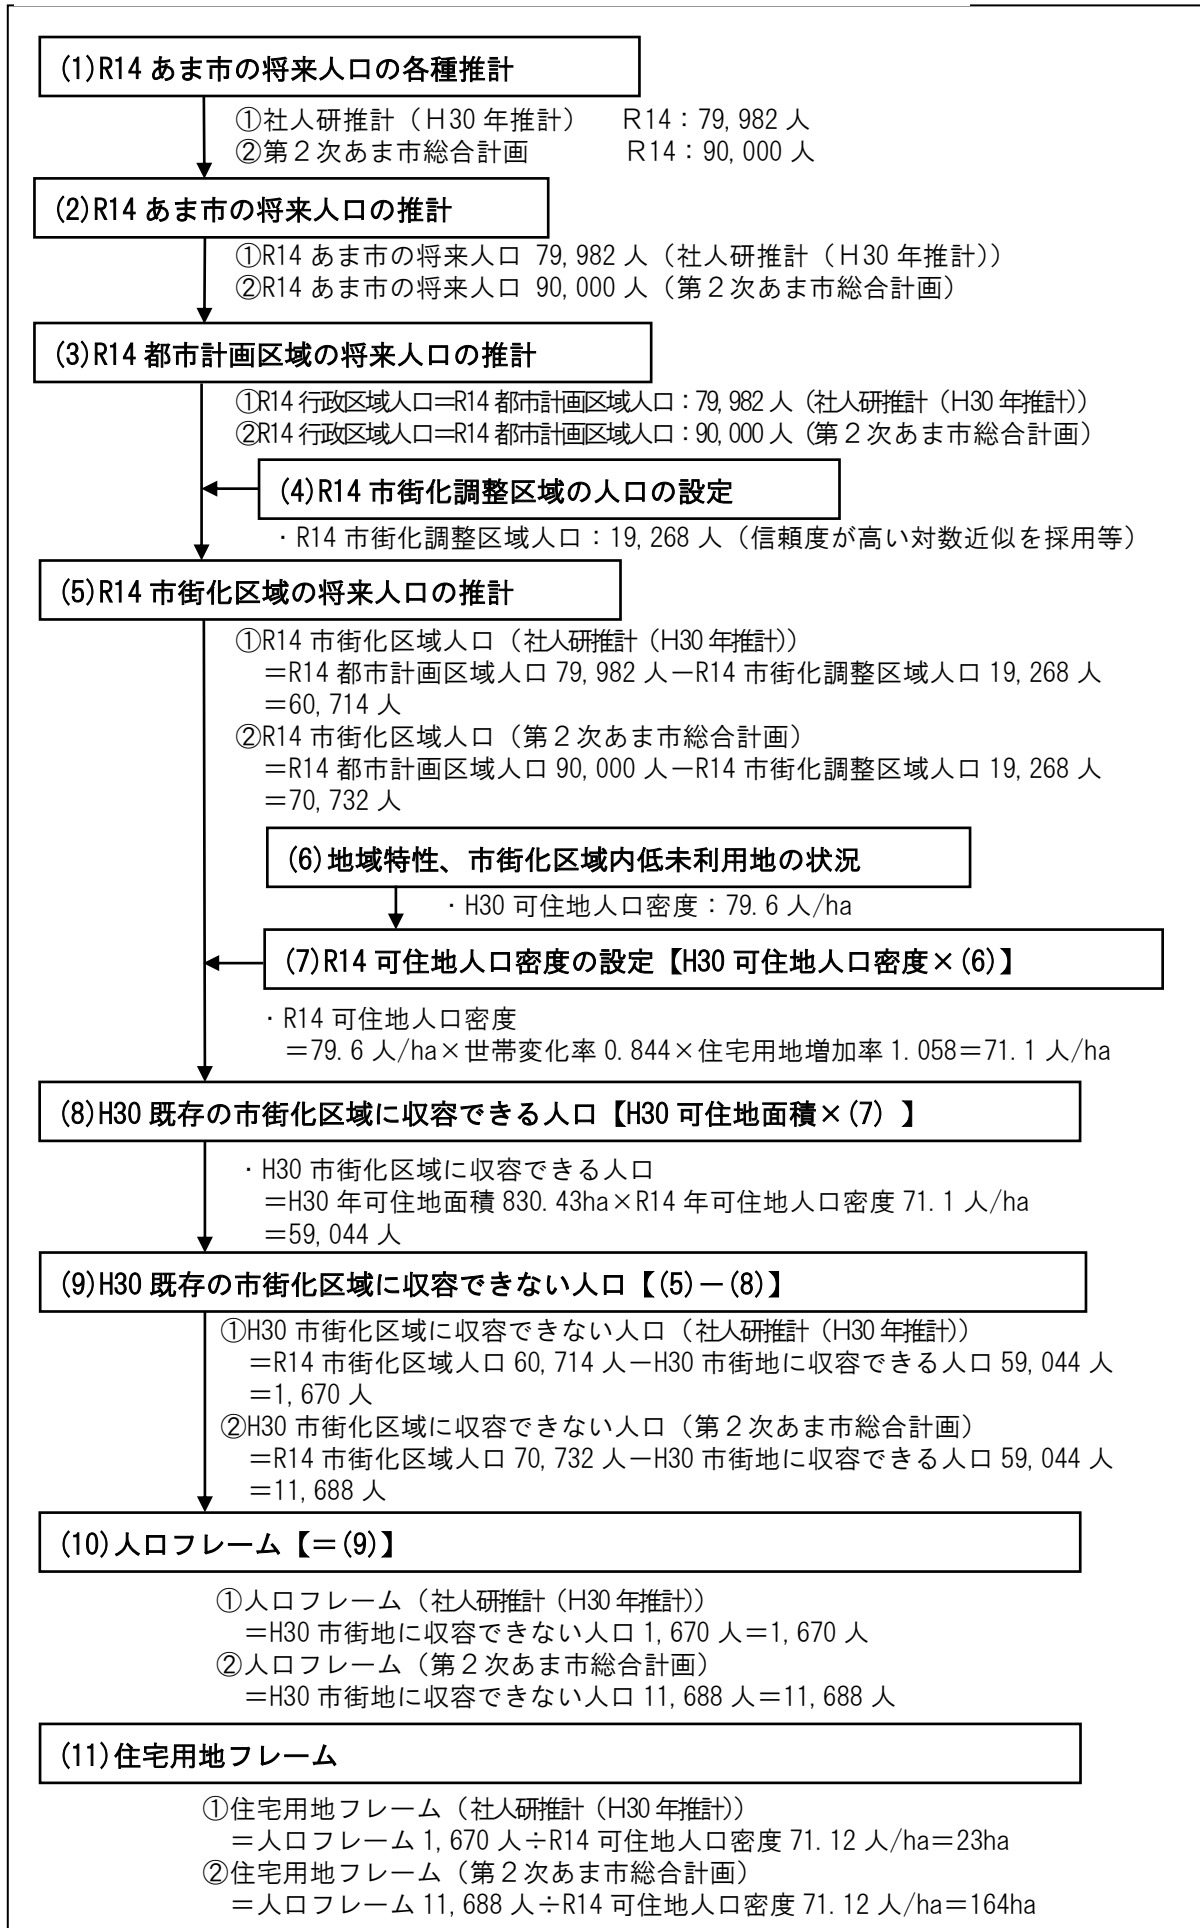 (1)R14 あま市の将来人口の各種推計
①社人研推計（Ｈ30 年推計） Ｒ14：79,982 人
②第２次あま市総合計画 Ｒ14：90,000 人
(2)R14 あま市の将来人口の推計
①R14 あま市の将来人口 79,982 人（社人研推計（Ｈ30 年推計））
②R14 あま市の将来人口 90,000 人（第２次あま市総合計画）
(3)R14 都市計画区域の将来人口の推計
①R14 行政区域人口＝R14 都市計画区域人口：79,982 人（社人研推計（H30 年推計））
②R14 行政区域人口＝R14 都市計画区域人口：90,000 人（第２次あま市総合計画）
(4)R14 市街化調整区域の人口の設定
・R14 市街化調整区域人口：19,268 人（信頼度が高い対数近似を採用等）
(5)R14 市街化区域の将来人口の推計
①R14 市街化区域人口（社人研推計（H30 年推計））
＝R14 都市計画区域人口 79,982 人－R14 市街化調整区域人口 19,268 人
＝60,714 人
②R14 市街化区域人口（第２次あま市総合計画）
＝R14 都市計画区域人口 90,000 人－R14 市街化調整区域人口 19,268 人
＝70,732 人
(6)地域特性、市街化区域内低未利用地の状況
・H30 可住地人口密度：79.6 人/ha
(7)R14 可住地人口密度の設定【H30 可住地人口密度×(6)】
・R14 可住地人口密度
＝79.6 人/ha×世帯変化率 0.844×住宅用地増加率 1.058＝71.1 人/ha
(8)H30 既存の市街化区域に収容できる人口【H30 可住地面積×(7) 】
・H30 市街化区域に収容できる人口
＝H30 年可住地面積 830.43ha×R14 年可住地人口密度 71.1 人/ha
＝59,044 人
(9)H30 既存の市街化区域に収容できない人口【(5)－(8)】
①H30 市街化区域に収容できない人口（社人研推計（H30 年推計））
＝R14 市街化区域人口 60,714 人－H30 市街地に収容できる人口 59,044 人
＝1,670 人
②H30 市街化区域に収容できない人口（第２次あま市総合計画）
＝R14 市街化区域人口 70,732 人－H30 市街地に収容できる人口 59,044 人
＝11,688 人
(10)人口フレーム【＝(9)】
①人口フレーム（社人研推計（H30 年推計））
＝H30 市街地に収容できない人口 1,670 人＝1,670 人
②人口フレーム（第２次あま市総合計画）
＝H30 市街地に収容できない人口 11,688 人＝11,688 人
(11)住宅用地フレーム
①住宅用地フレーム（社人研推計（H30 年推計））
＝人口フレーム 1,670 人÷R14 可住地人口密度 71.12 人/ha＝23ha
②住宅用地フレーム（第２次あま市総合計画）
＝人口フレーム 11,688 人÷R14 可住地人口密度 71.12 人/ha＝164ha